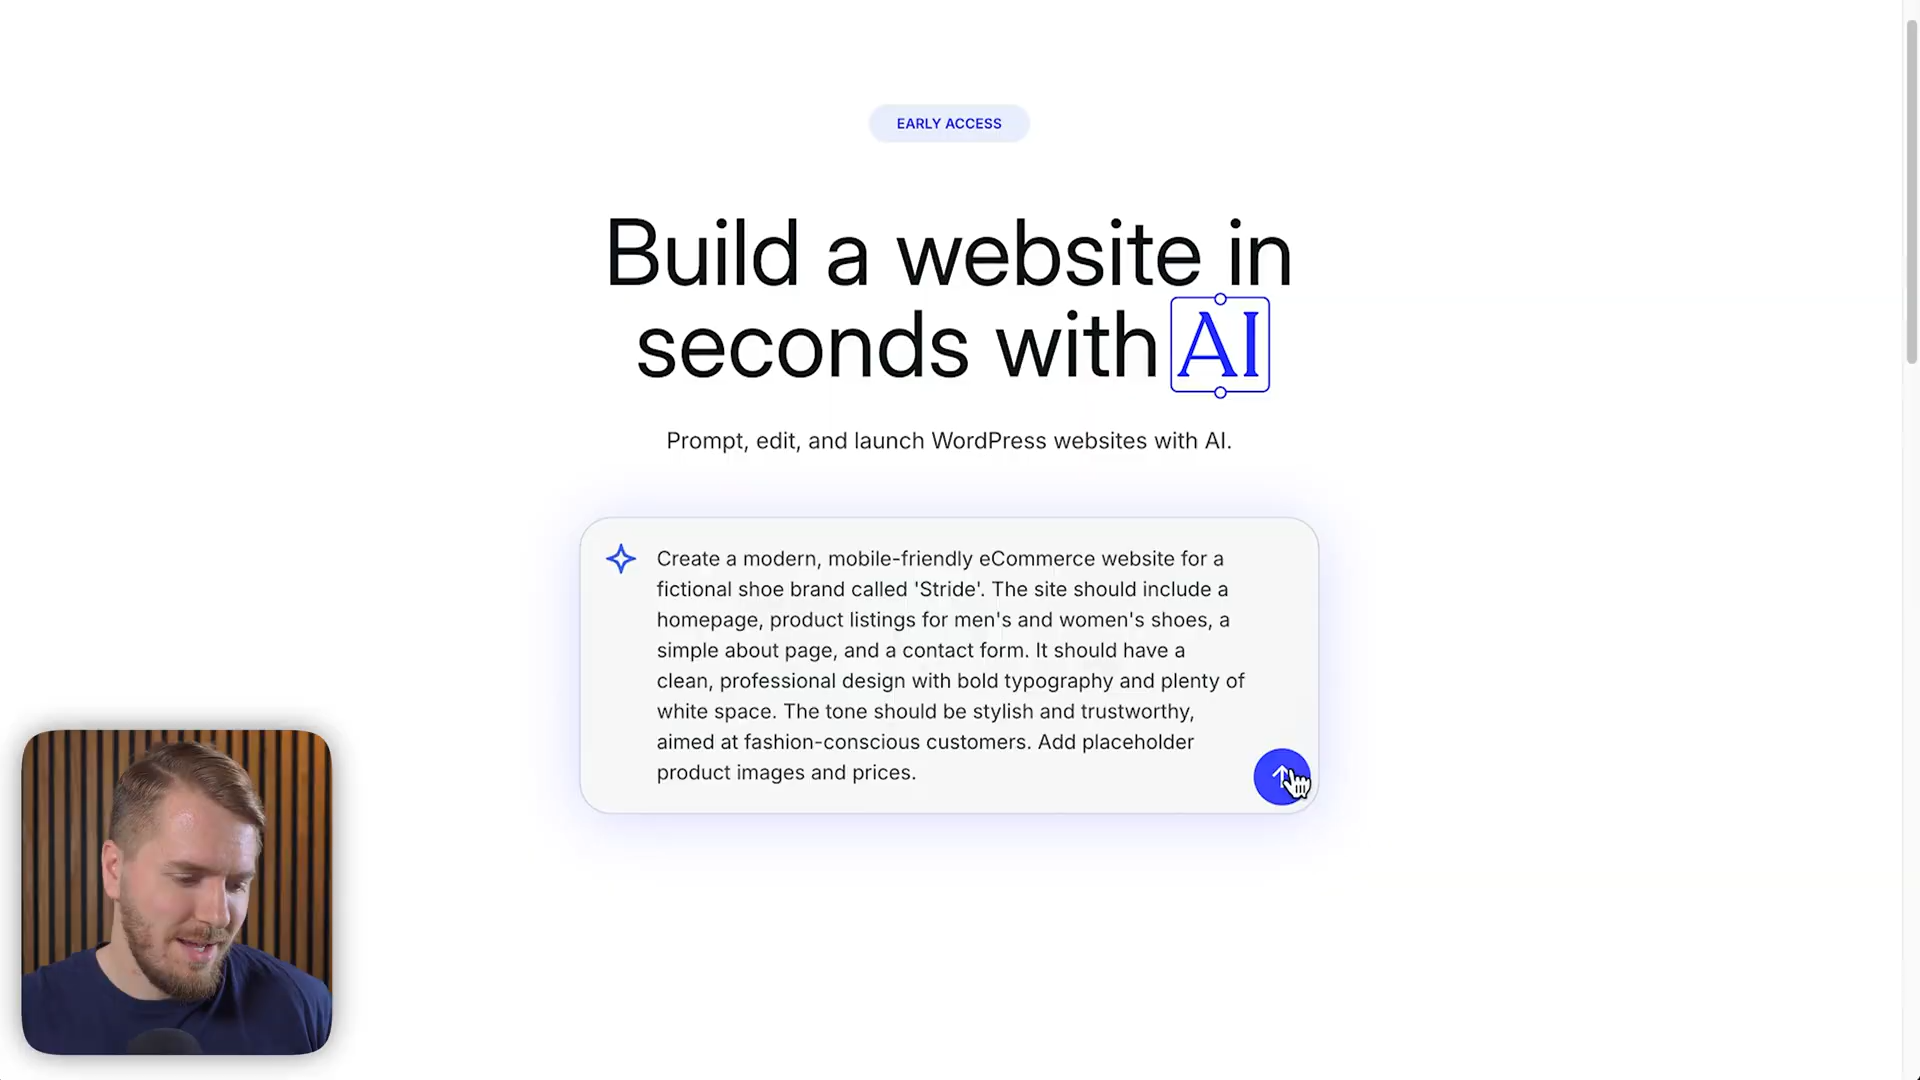 EARLY ACCESS
Build a website in
seconds with AI
Prompt, edit, and launch WordPress websites with AI.
Create a modern, mobile-friendly eCommerce website for a
fictional shoe brand called 'Stride'. The site should include a
homepage, product listings for men's and women's shoes, a
simple about page, and a contact form. It should have a
clean, professional design with bold typography and plenty of
white space. The tone should be stylish and trustworthy,
aimed at fashion-conscious customers. Add placeholder
product images and prices.